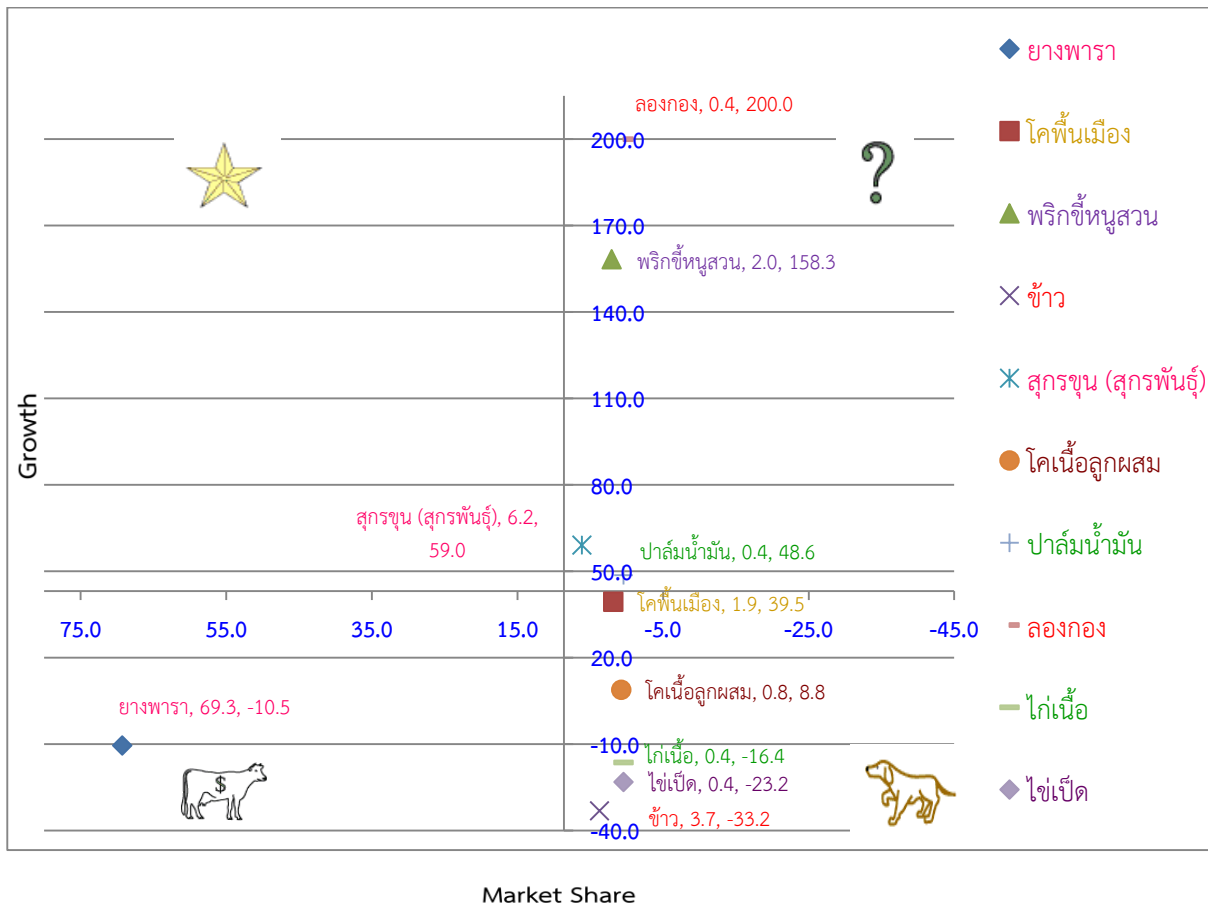 ลองกอง, 0.4, 200.0
200.0
170.0
พริกขี้หนูสวน, 2.0, 158.3
140.0
110.0
Growth
80.0
สุกรขุน (สุกรพันธุ์), 6.2,
59.0
ปาล์มน้ำมัน, 0.4, 48.6
50.0
โคพื้นเมือง, 1.9, 39.5
75.0 55.0 35.0 15.0 -5.0 -25.0 -45.0
20.0
โคเนื้อลูกผสม, 0.8, 8.8
ยางพารา, 69.3, -10.5
-10.0
ไก่เนื้อ, 0.4, -16.4
$
ไข่เป็ด, 0.4, -23.2
ข้าว, 3.7, -33.2
-40.0
?
Market Share
ยางพารา
โคพื้นเมือง
พริกขี้หนูสวน
ข้าว
สุกรขุน (สุกรพันธุ์)
โคเนื้อลูกผสม
ปาล์มน้ำมัน
ลองกอง
ไก่เนื้อ
ไข่เป็ด